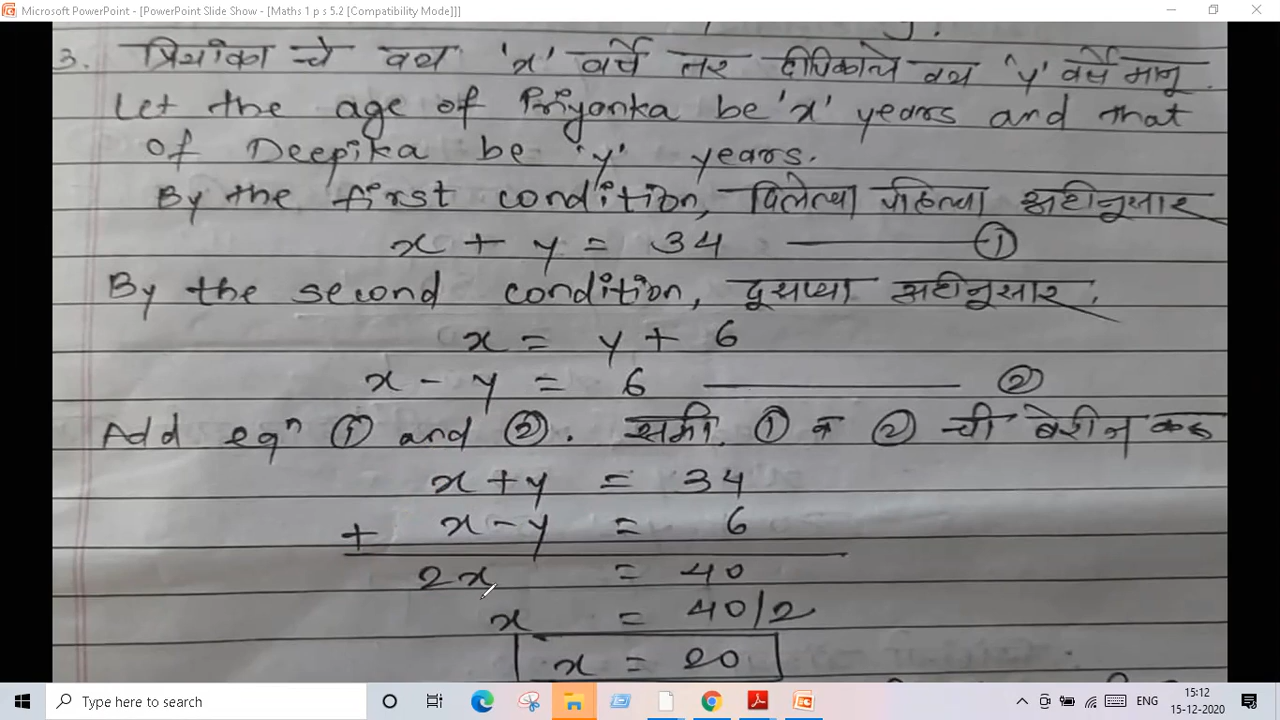 Microsoft PowerPoint - [PowerPoint Slide Show - [Maths 1 p s 5.2 [Compatibility Mode]]]
3. प्रियांका चे वय 'x' वर्षे तर दीपिकाचे वय 'y' वर्षे मानू.
Let the age of Priyanka be 'x' years and that
of Deepika be 'y' years.
By the first condition, दिलेल्या पहिल्या अटीनुसार
x + y = 34 ——— ①
By the second condition, दूसऱ्या अटीनुसार,
x = y + 6
x - y = 6 ——— ②
Add eqⁿ ① and ②. समी. ① व ② ची बेरीज करू
x + y = 34
+ x - y = 6
2x = 40
x = 40/2
x = 20
Type here to search
ENG
15:12
15-12-2020